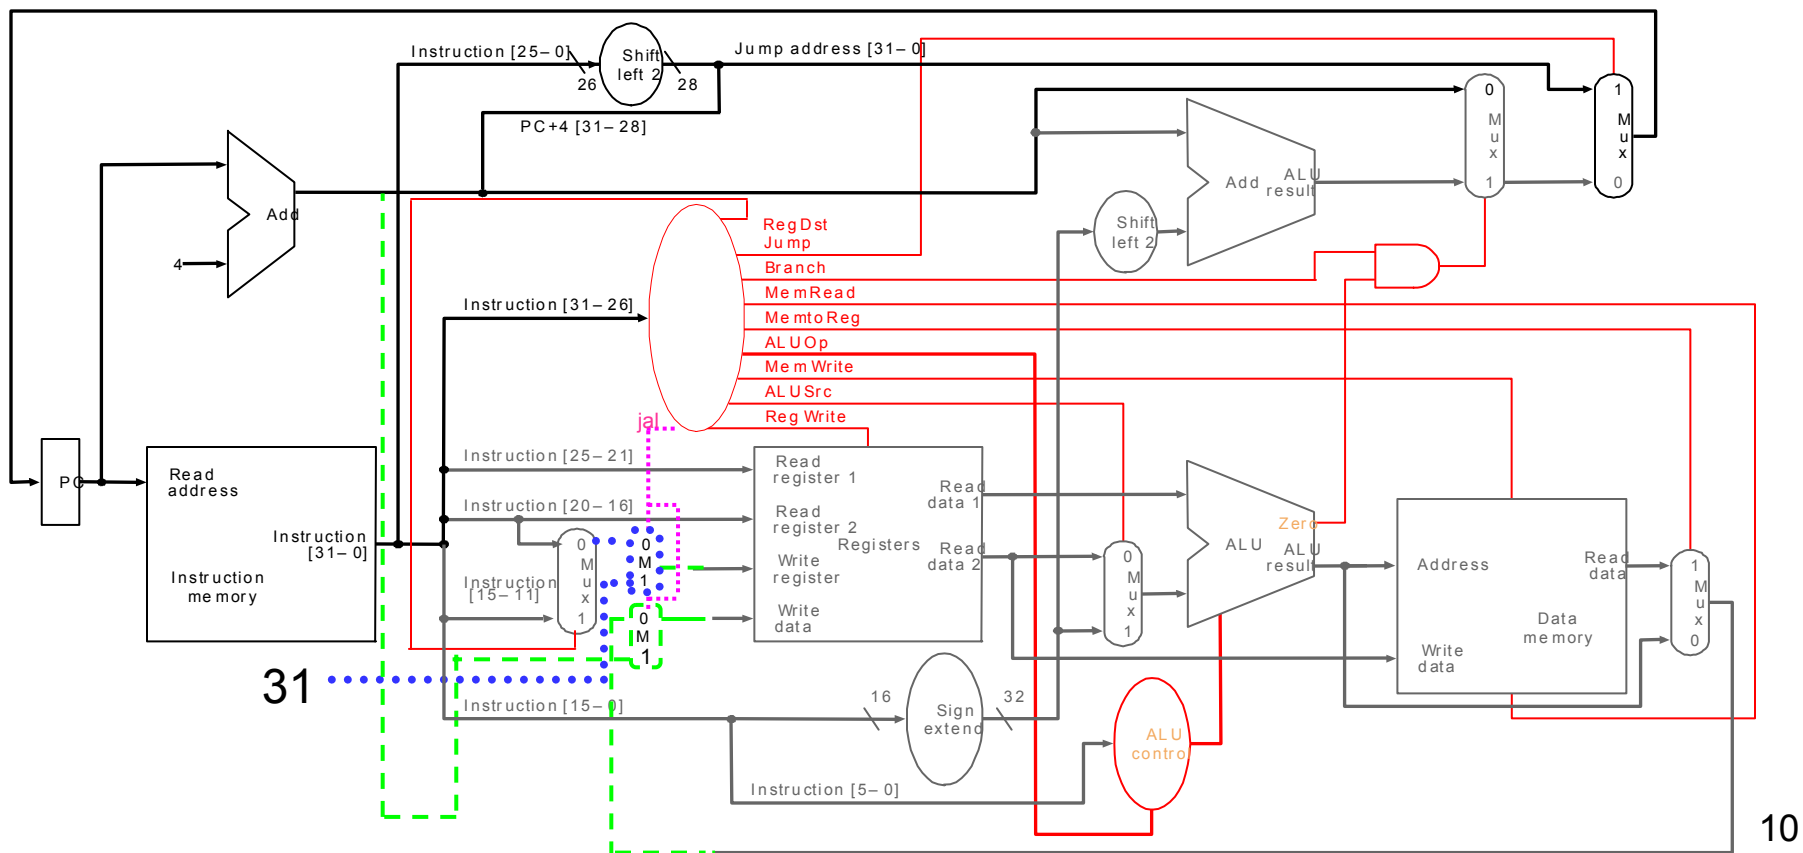 Instruction [25–0]
26
Shift
left 2
28
Jump address [31–0]
PC+4 [31–28]
Add
4
0
M
u
x
1
1
M
u
x
0
Add
ALU
result
Shift
left 2
RegDst
Jump
Branch
MemRead
MemtoReg
ALUOp
MemWrite
ALUSrc
RegWrite
Instruction [31–26]
jal
PC
Read
address
Instruction
[31–0]
Instruction
memory
Instruction [25–21]
Instruction [20–16]
Instruction
[15–11]
0
M
u
x
1
0
M
1
0
M
1
31
Read
register 1
Read
register 2
Write
register
Write
data
Registers
Read
data 1
Read
data 2
0
M
u
x
1
Zero
ALU
ALU
result
Address
Read
data
Data
memory
Write
data
1
M
u
x
0
Instruction [15–0]
16
Sign
extend
32
ALU
control
Instruction [5–0]
10